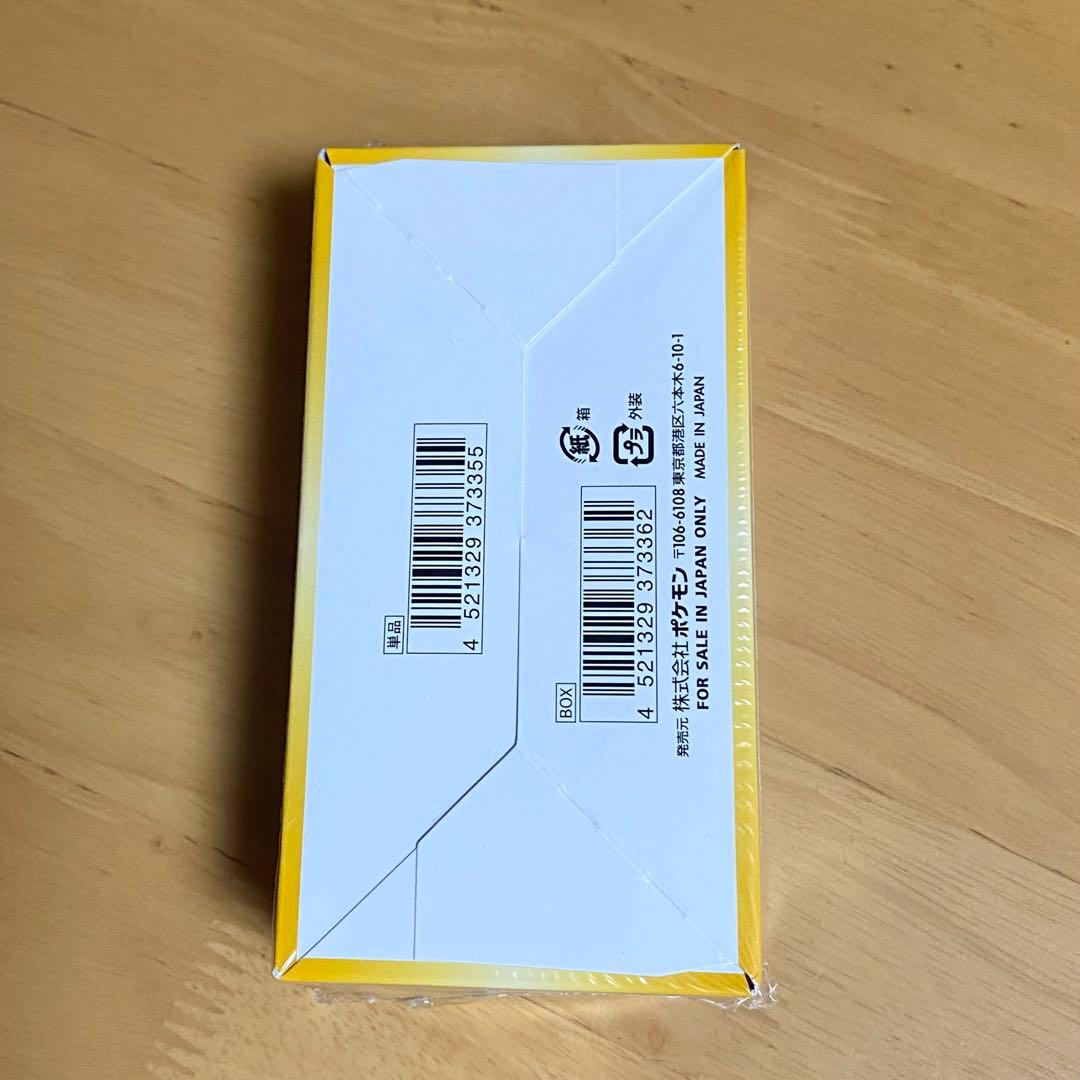 単品
4 521329 373355
BOX
4 521329 373362
紙 箱
プラ 外装
発売元 株式会社ポケモン 〒106-6108 東京都港区六本木6-10-1
FOR SALE IN JAPAN ONLY MADE IN JAPAN